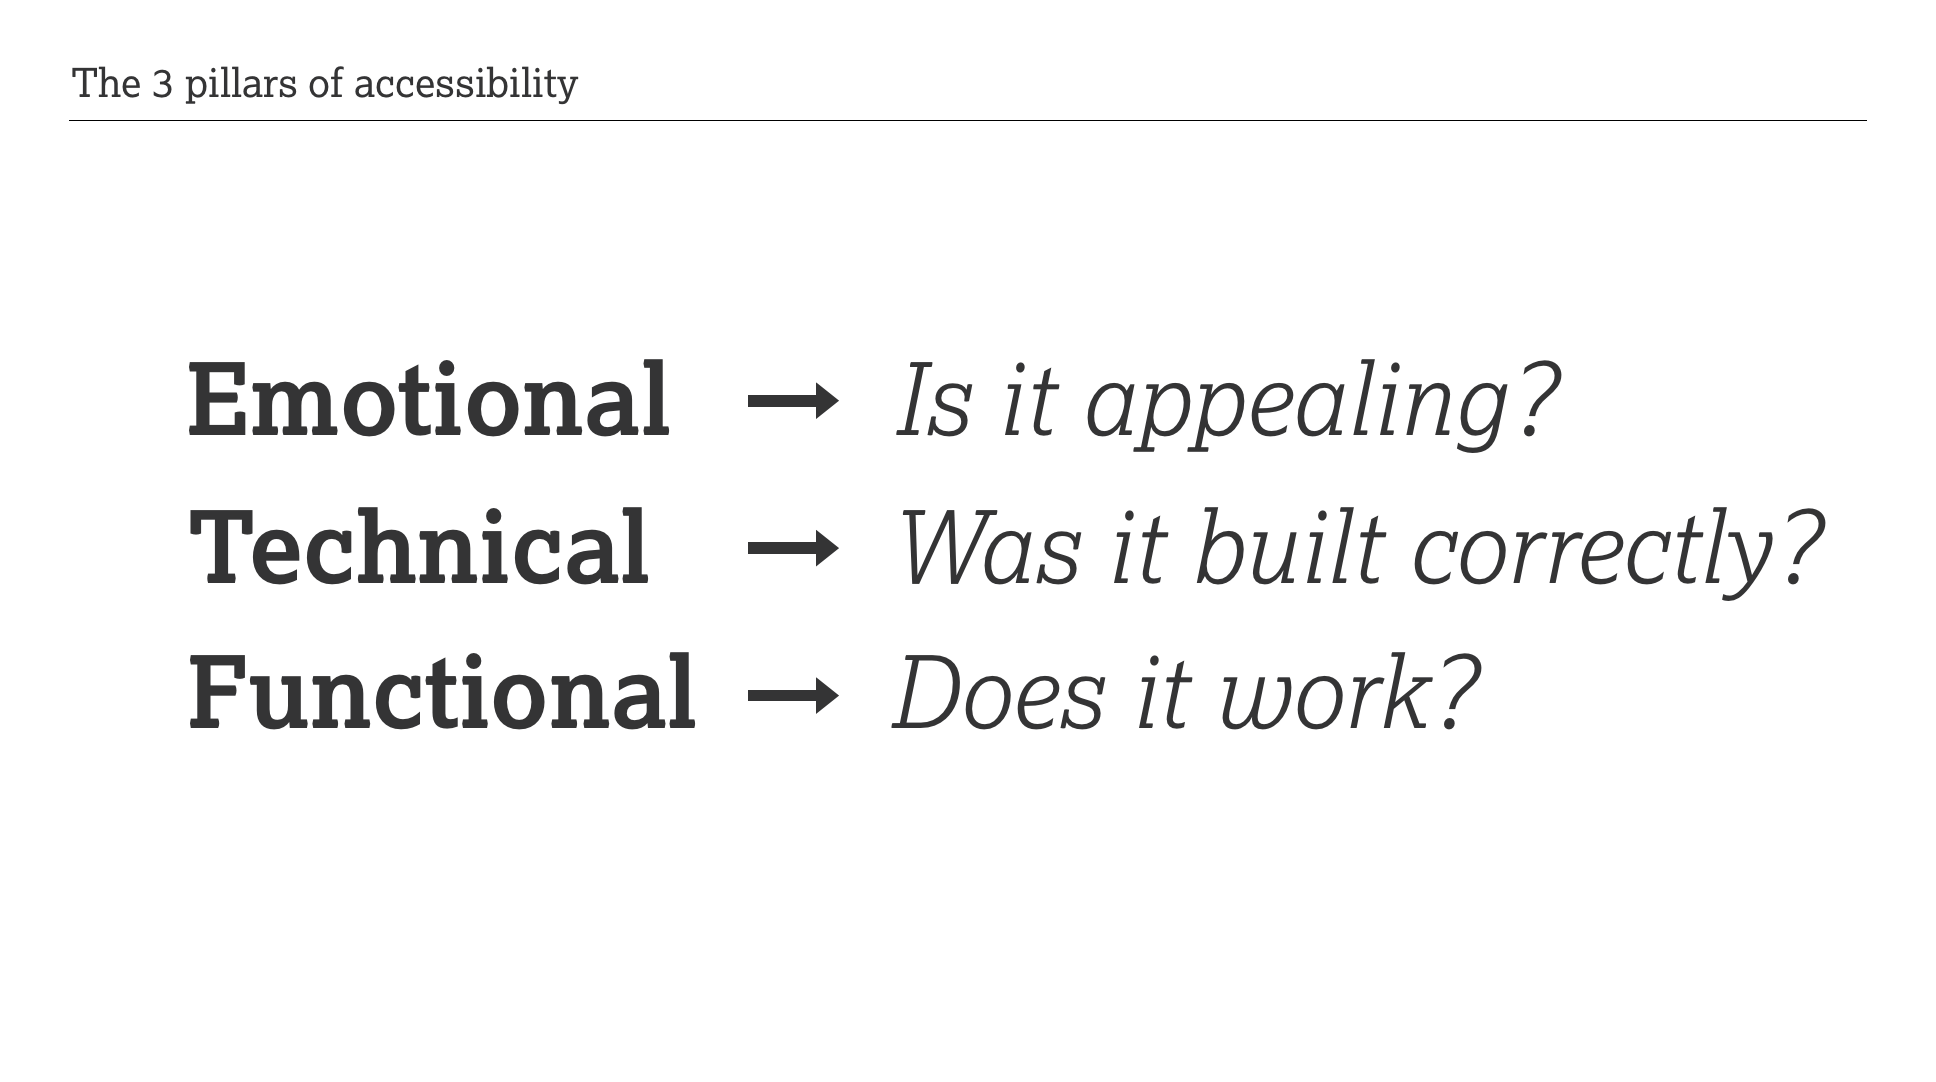 The 3 pillars of accessibility
Emotional → Is it appealing?
Technical → Was it built correctly?
Functional → Does it work?